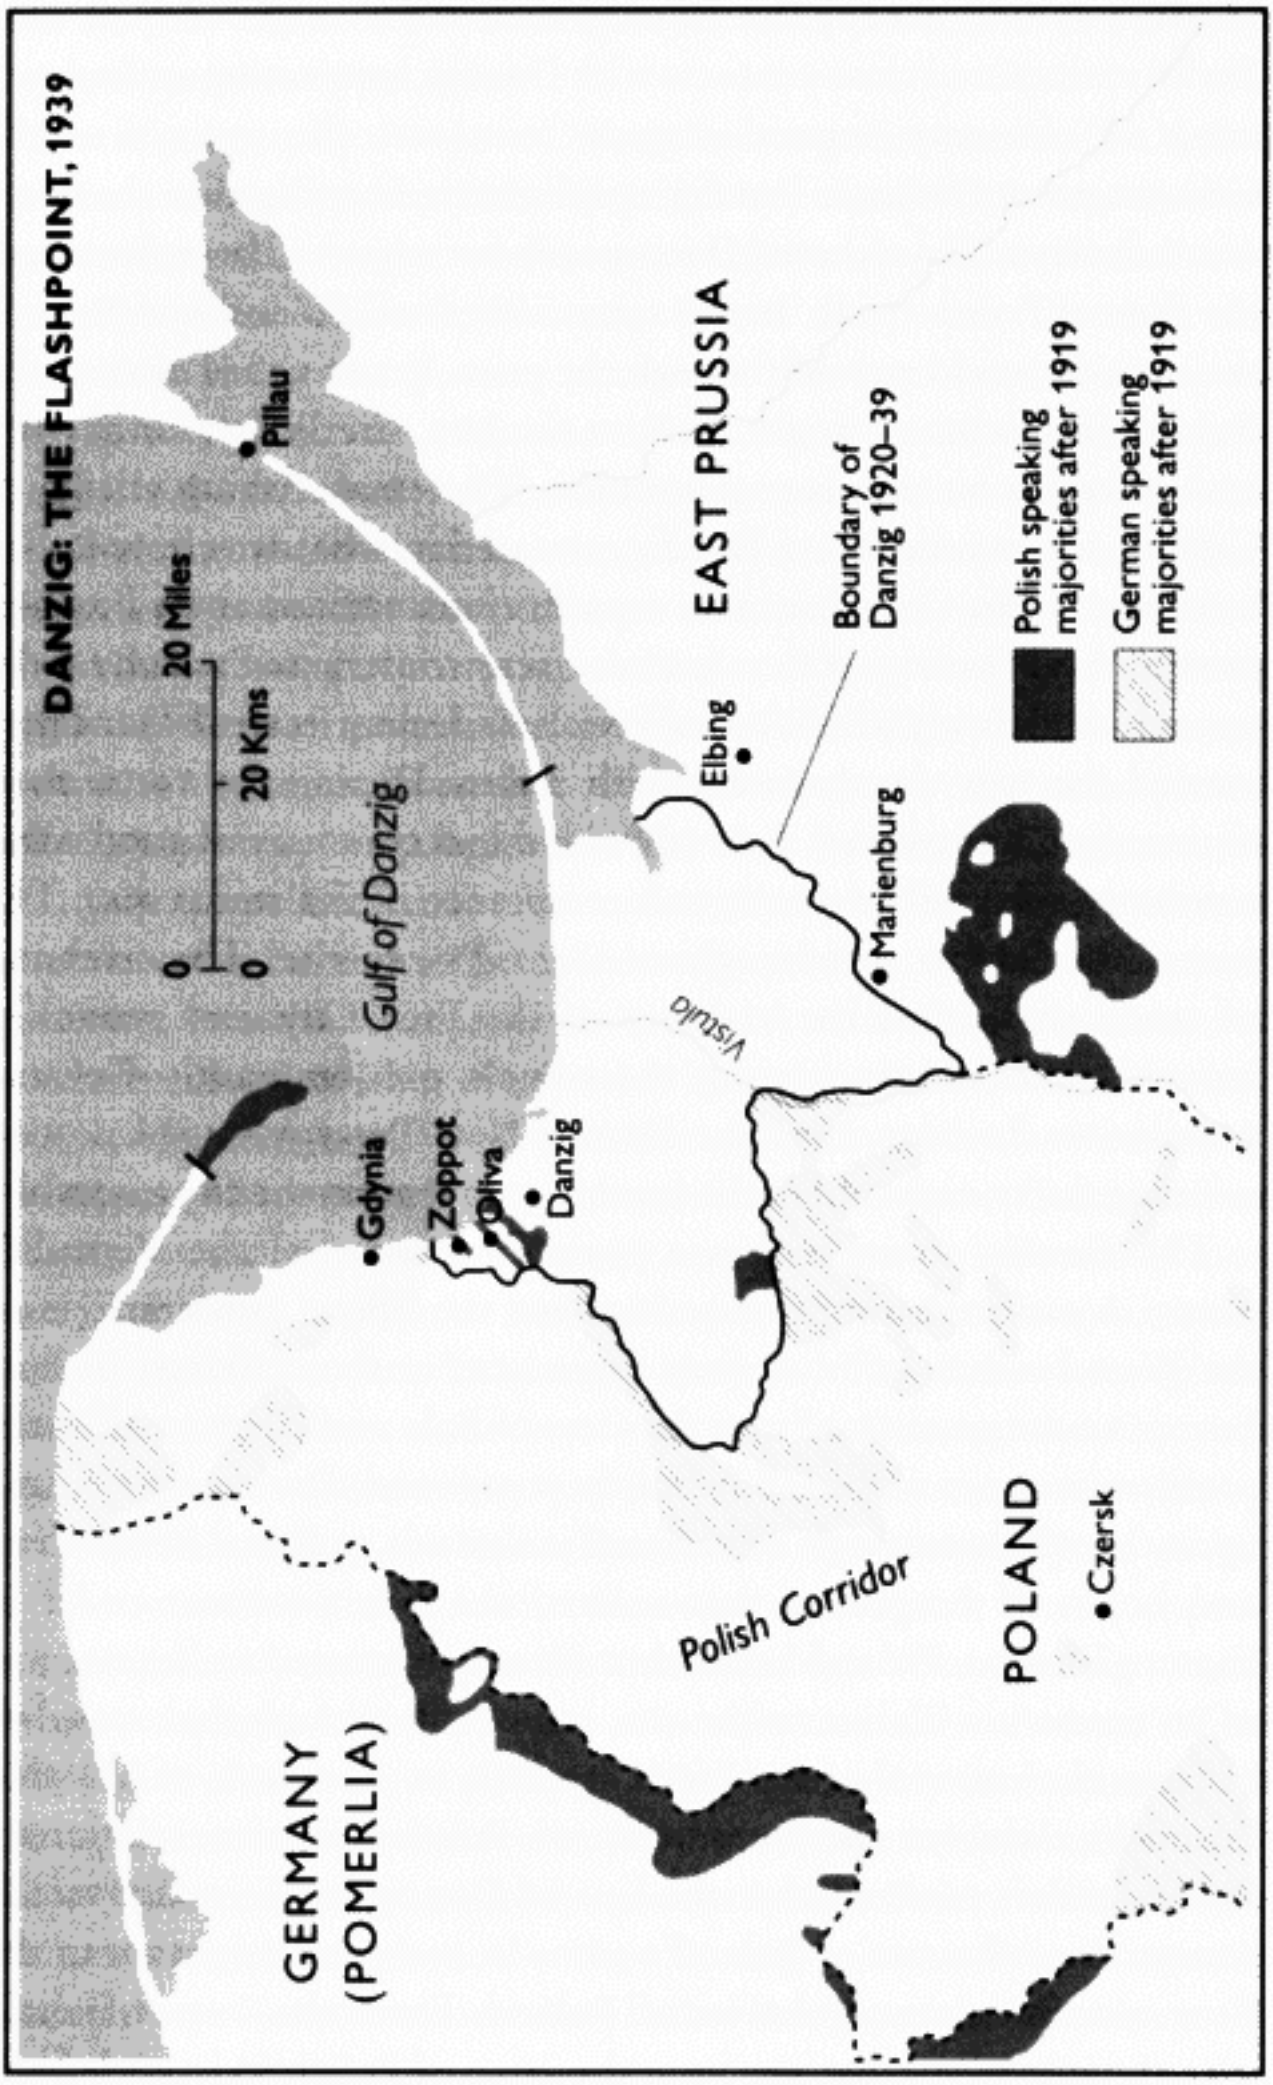 DANZIG: THE FLASHPOINT, 1939
0
20 Miles
0
20 Kms
Pillau
Gulf of Danzig
Gdynia
Zoppot
Oliva
Danzig
Vistula
Elbing
EAST PRUSSIA
Marienburg
Boundary of
Danzig 1920–39
GERMANY
(POMERLIA)
Polish Corridor
POLAND
Czersk
Polish speaking
majorities after 1919
German speaking
majorities after 1919